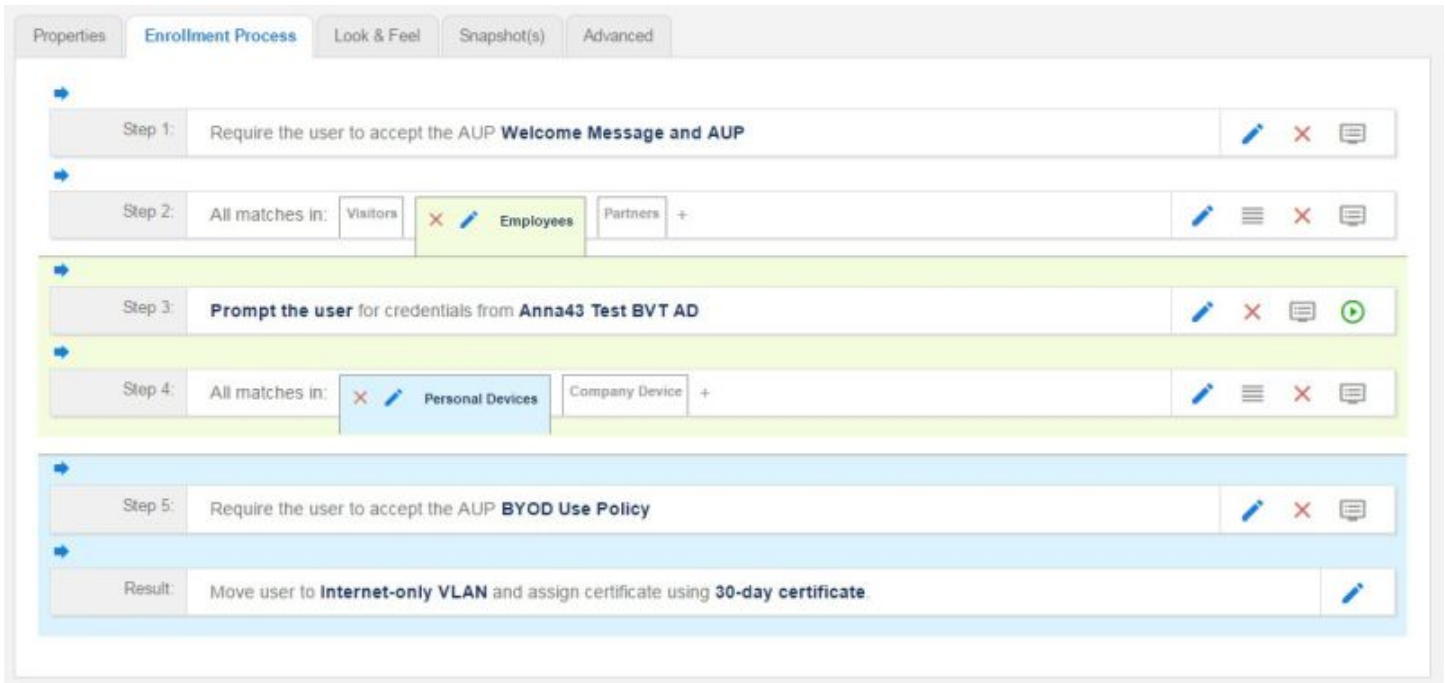 Properties Enrollment Process Look & Feel Snapshot(s) Advanced
Step 1: Require the user to accept the AUP Welcome Message and AUP
Step 2: All matches in: Visitors Employees Partners +
Step 3: Prompt the user for credentials from Anna43 Test BVT AD
Step 4: All matches in: Personal Devices Company Device +
Step 5: Require the user to accept the AUP BYOD Use Policy
Result: Move user to Internet-only VLAN and assign certificate using 30-day certificate.